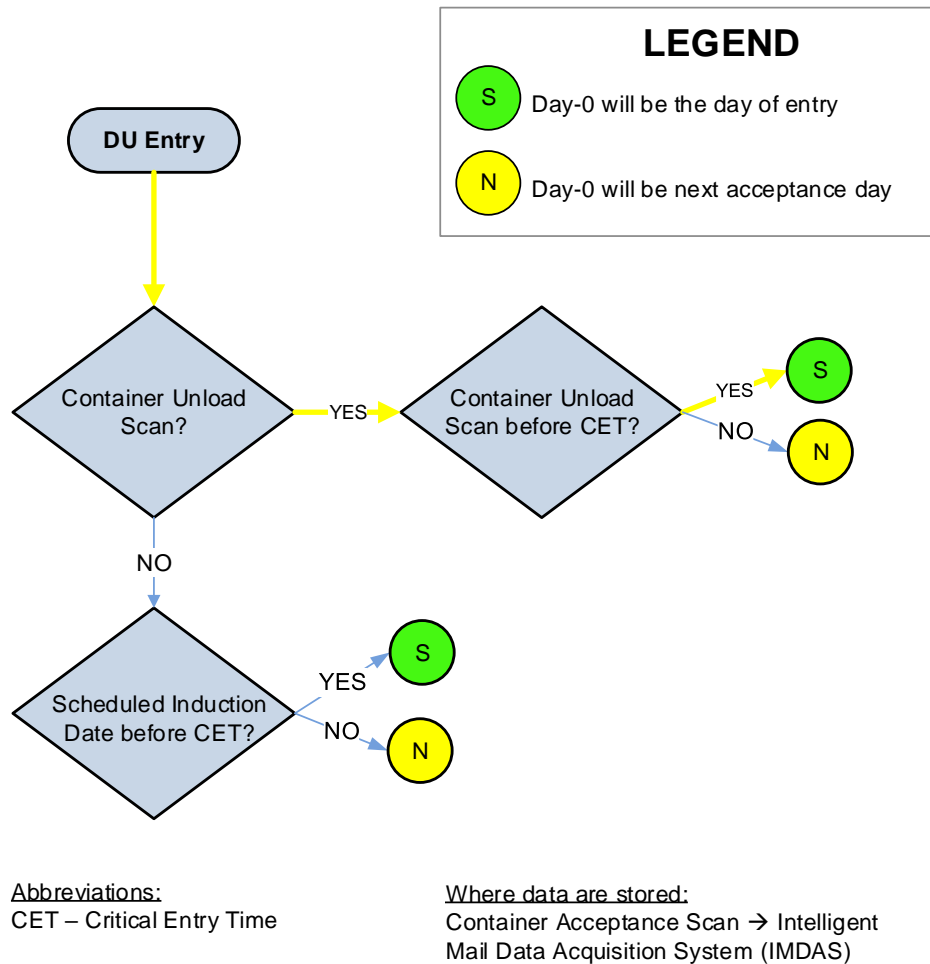 LEGEND
S
Day-0 will be the day of entry
N
Day-0 will be next acceptance day
DU Entry
Container Unload
Scan?
YES
Container Unload
Scan before CET?
YES
S
NO
N
NO
Scheduled Induction
Date before CET?
YES
S
NO
N
Abbreviations:
CET – Critical Entry Time
Where data are stored:
Container Acceptance Scan → Intelligent
Mail Data Acquisition System (IMDAS)